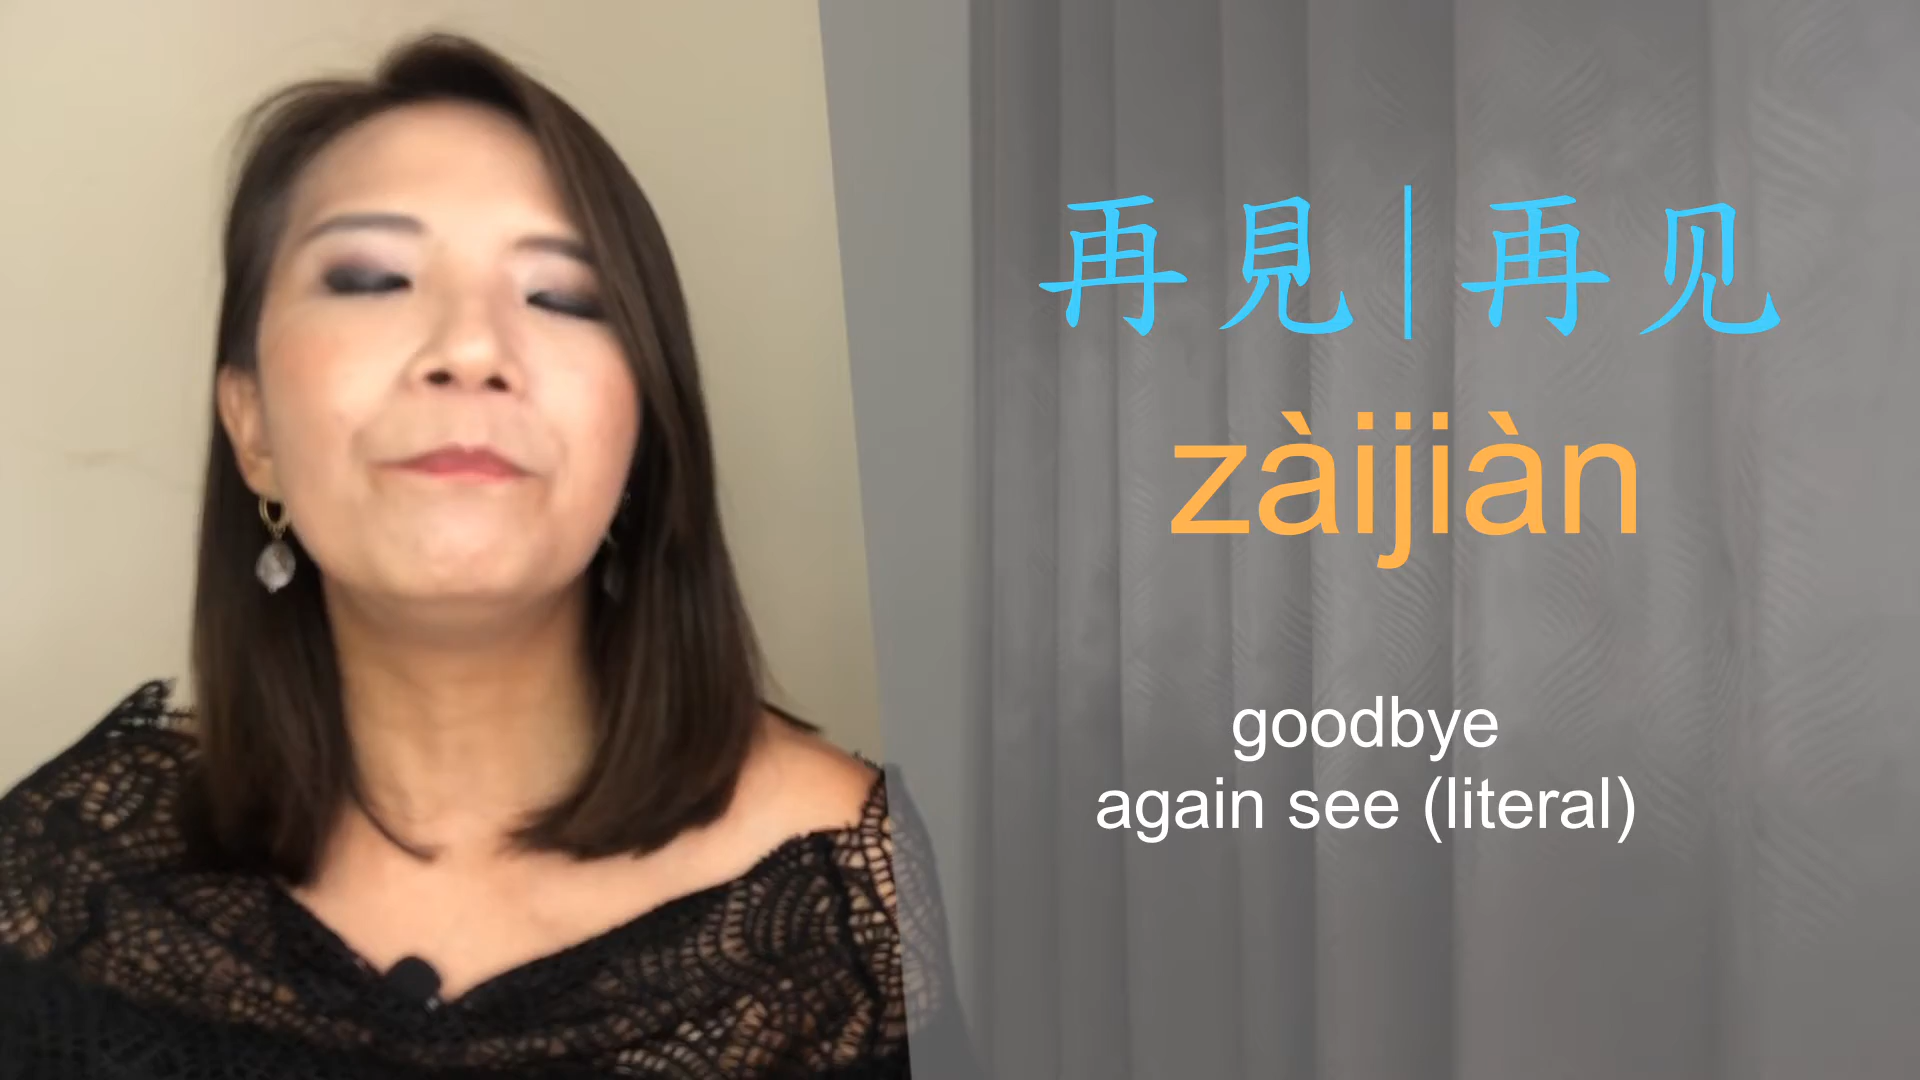 再見|再见
zàijiàn
goodbye
again see (literal)